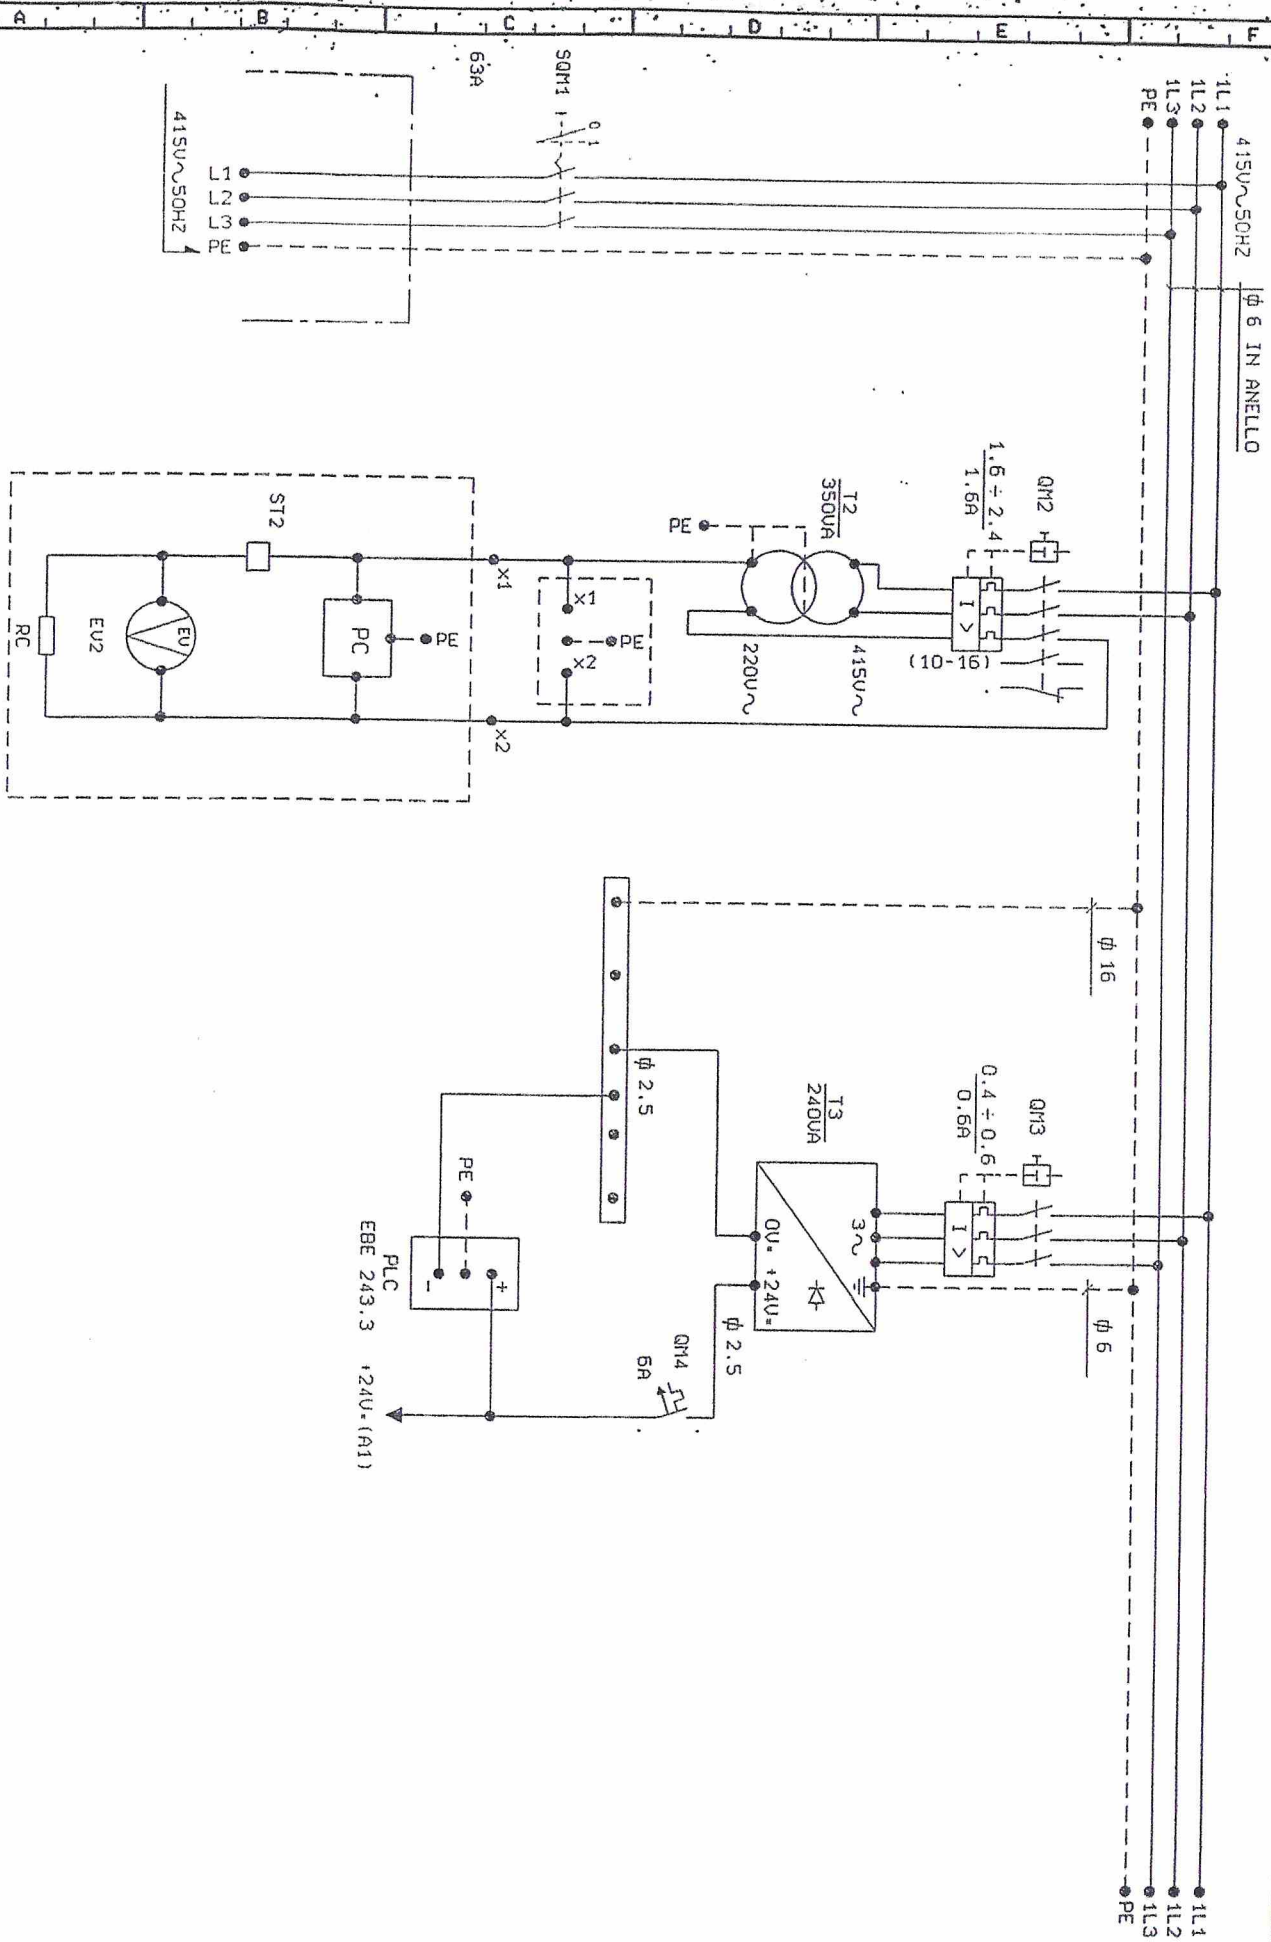 A B C D E F
1L1
1L2
1L3
PE
415V~50HZ
φ 6 IN ANELLO
SQM1
63A
0 1
L1
L2
L3
PE
415V~50HZ
QM2
1.6÷2.4
1.6A
I >
(10-16)
T2
350VA
PE
415V~
220V~
x1
PE
x2
x1
x2
PE
PC
ST2
EV
EV2
RC
φ 16
φ 2.5
QM3
0.4÷0.6
0.6A
I >
φ 6
T3
240VA
3~
0V= +24V=
φ 2.5
QM4
6A
PE
+
-
PLC
EBE 243.3
+24V=(A1)
1L1
1L2
1L3
PE